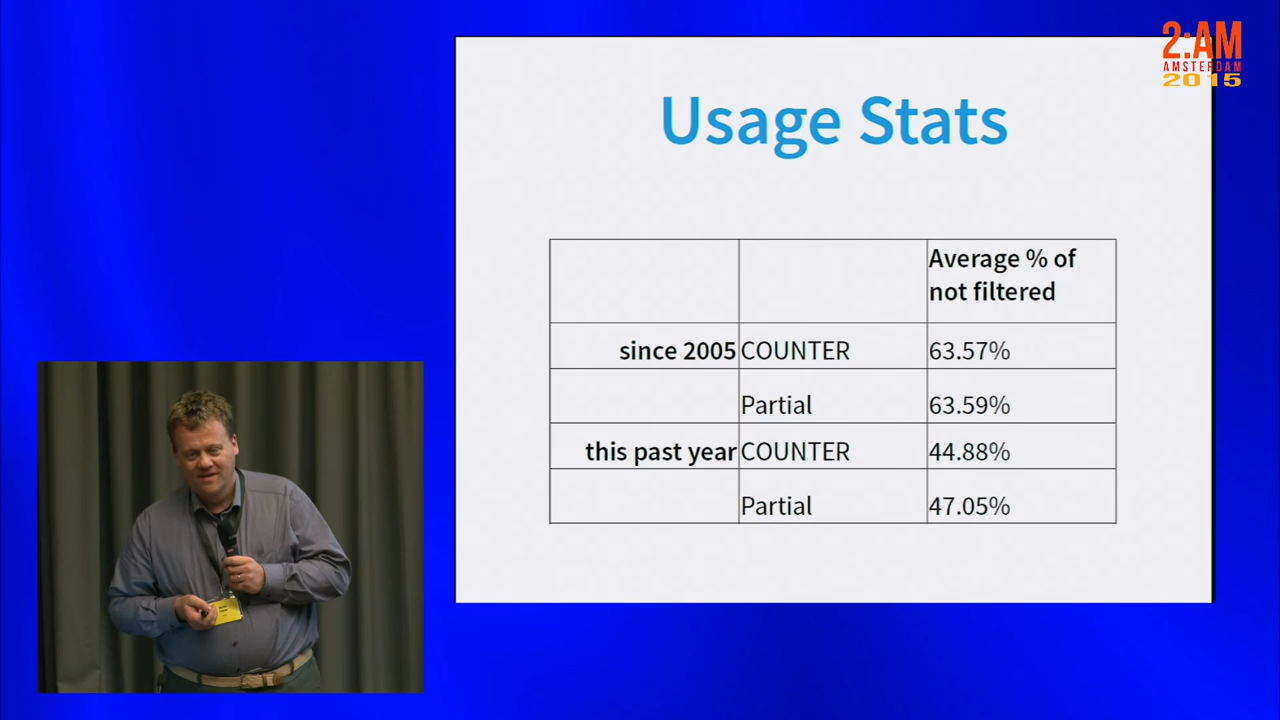 2:AM
AMSTERDAM
2015
Usage Stats
Average % of
not filtered
since 2005 COUNTER 63.57%
Partial 63.59%
this past year COUNTER 44.88%
Partial 47.05%